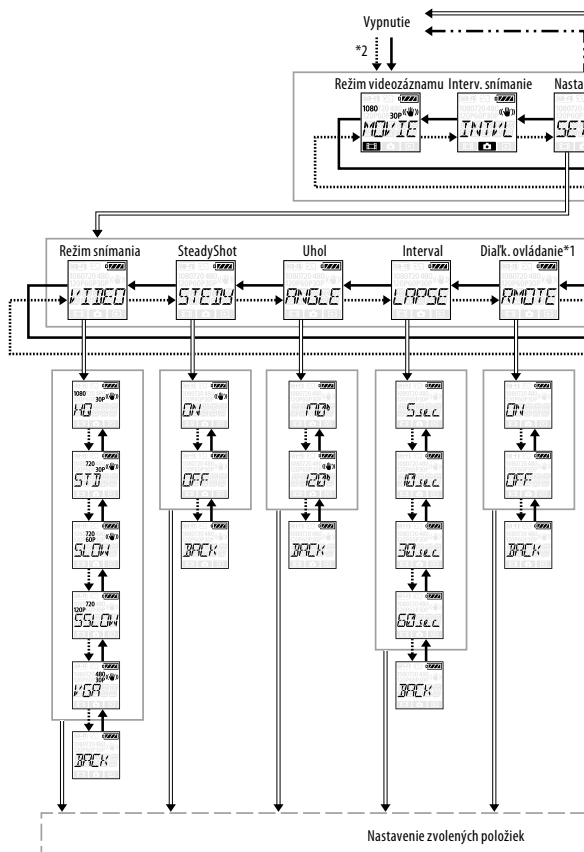 Vypnutie
*2
Režim videozáznamu Interv. snímanie Nasta
1080
30P
MOVIE INTVL SET
Režim snímania SteadyShot Uhol Interval Diaľk. ovládanie*1
VIDEO STEDY ANGLE LAPSE RMOTE
1080
30P
HQ ON 170° 5sec ON
720
30P
STD OFF 120° 10sec OFF
720
60P
SLOW BACK BACK 30sec BACK
720
120P
SSLOW 60sec
480
30P
VGA BACK
BACK
Nastavenie zvolených položiek